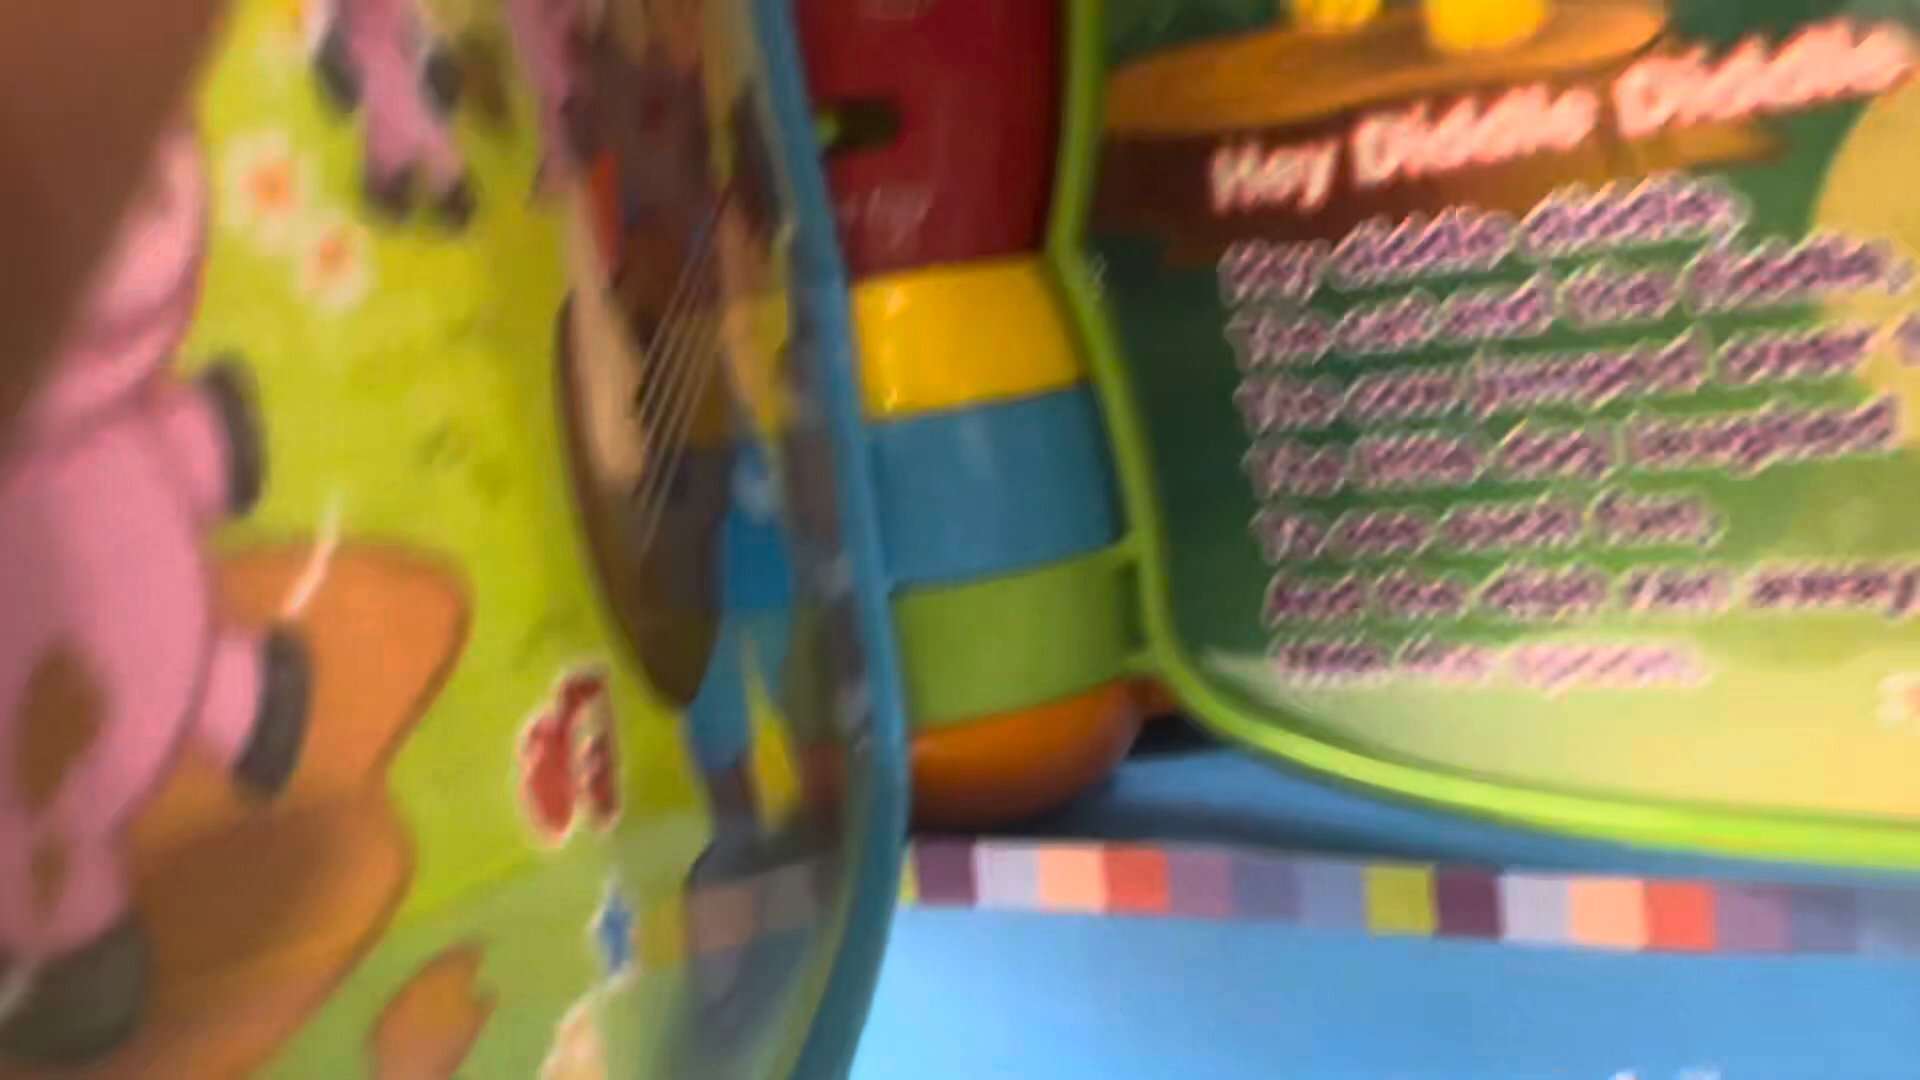 Hey Diddle Diddle
Hey diddle diddle
The cat and the fiddle,
The cow jumped over
The little dog laughed
To see such fun
And the dish ran away
With the spoon